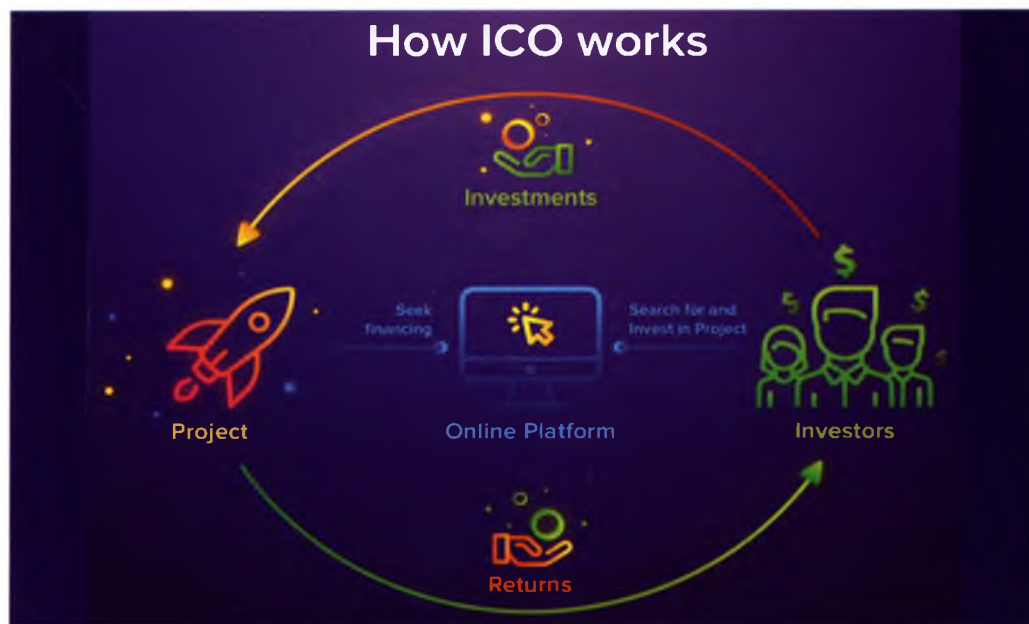 How ICO works
Investments
Seek
financing
Search for and
Invest in Project
Project
Online Platform
Investors
Returns